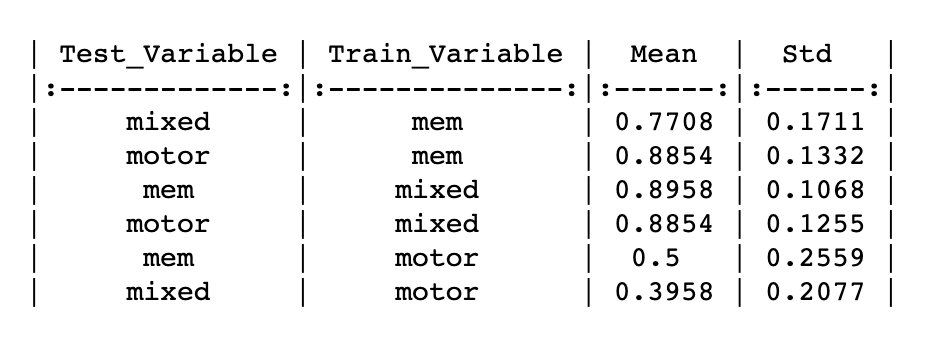 | Test_Variable | Train_Variable | Mean | Std |
|:-------------:|:--------------:|:------:|:------:|
| mixed | mem | 0.7708 | 0.1711 |
| motor | mem | 0.8854 | 0.1332 |
| mem | mixed | 0.8958 | 0.1068 |
| motor | mixed | 0.8854 | 0.1255 |
| mem | motor | 0.5 | 0.2559 |
| mixed | motor | 0.3958 | 0.2077 |